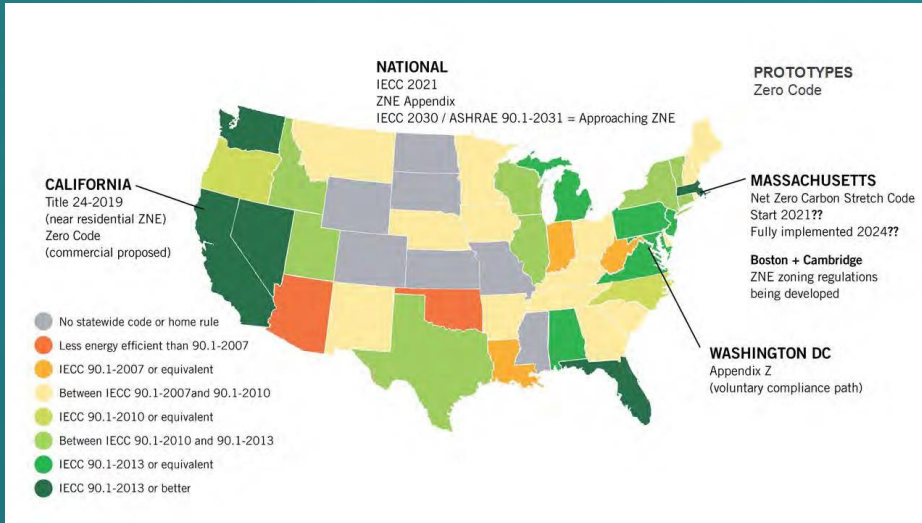 NATIONAL
IECC 2021
ZNE Appendix
IECC 2030 / ASHRAE 90.1-2031 = Approaching ZNE
PROTOTYPES
Zero Code
CALIFORNIA
Title 24-2019
(near residential ZNE)
Zero Code
(commercial proposed)
MASSACHUSETTS
Net Zero Carbon Stretch Code
Start 2021??
Fully implemented 2024??
Boston + Cambridge
ZNE zoning regulations
being developed
WASHINGTON DC
Appendix Z
(voluntary compliance path)
No statewide code or home rule
Less energy efficient than 90.1-2007
IECC 90.1-2007 or equivalent
Between IECC 90.1-2007and 90.1-2010
IECC 90.1-2010 or equivalent
Between IECC 90.1-2010 and 90.1-2013
IECC 90.1-2013 or equivalent
IECC 90.1-2013 or better